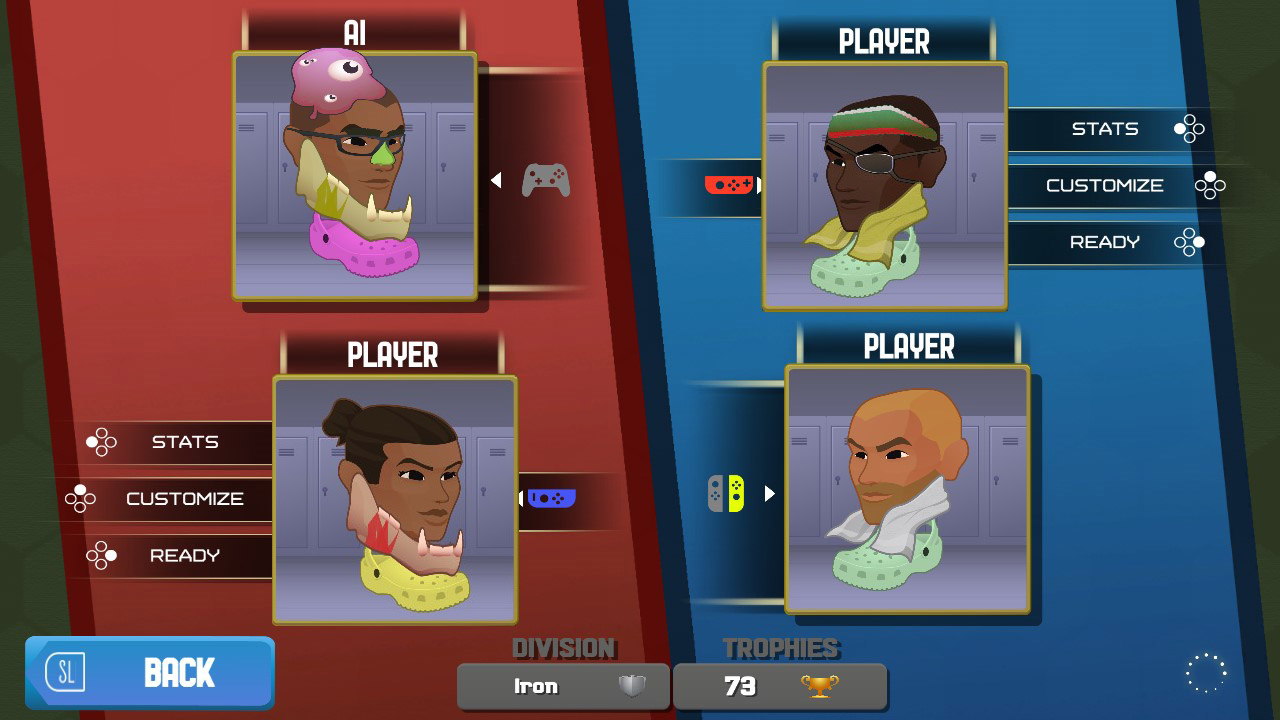 AI
PLAYER
STATS
CUSTOMIZE
READY
PLAYER
STATS
CUSTOMIZE
READY
PLAYER
DIVISION
TROPHIES
SL
BACK
Iron
73